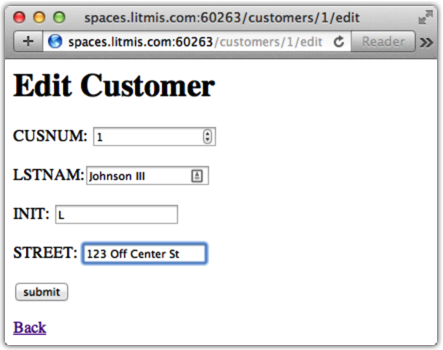 spaces.litmis.com:60263/customers/1/edit
spaces.litmis.com:60263/customers/1/edit Reader
Edit Customer
CUSNUM: 1
LSTNAM: Johnson III
INIT: L
STREET: 123 Off Center St
submit
Back